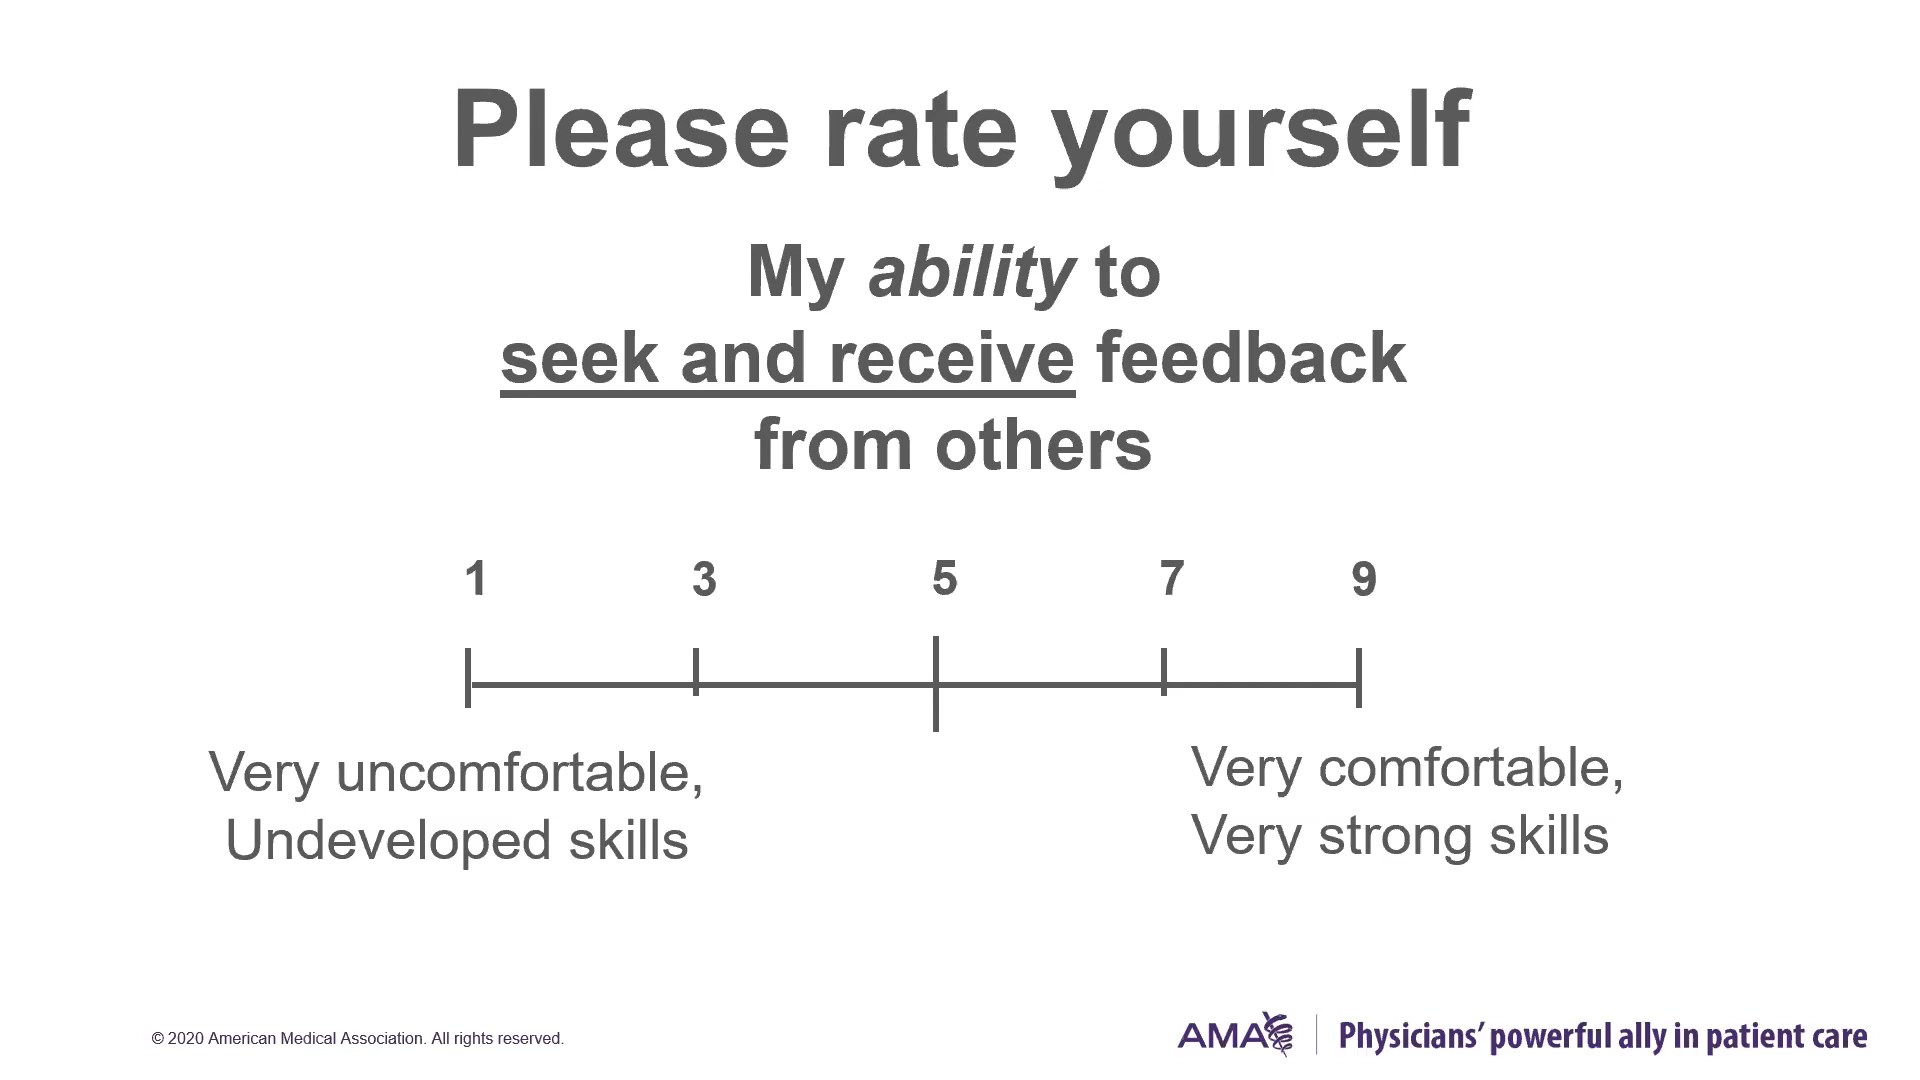 Please rate yourself
My ability to
seek and receive feedback
from others
1 3 5 7 9
Very uncomfortable,
Undeveloped skills
Very comfortable,
Very strong skills
© 2020 American Medical Association. All rights reserved.
AMA Physicians’ powerful ally in patient care